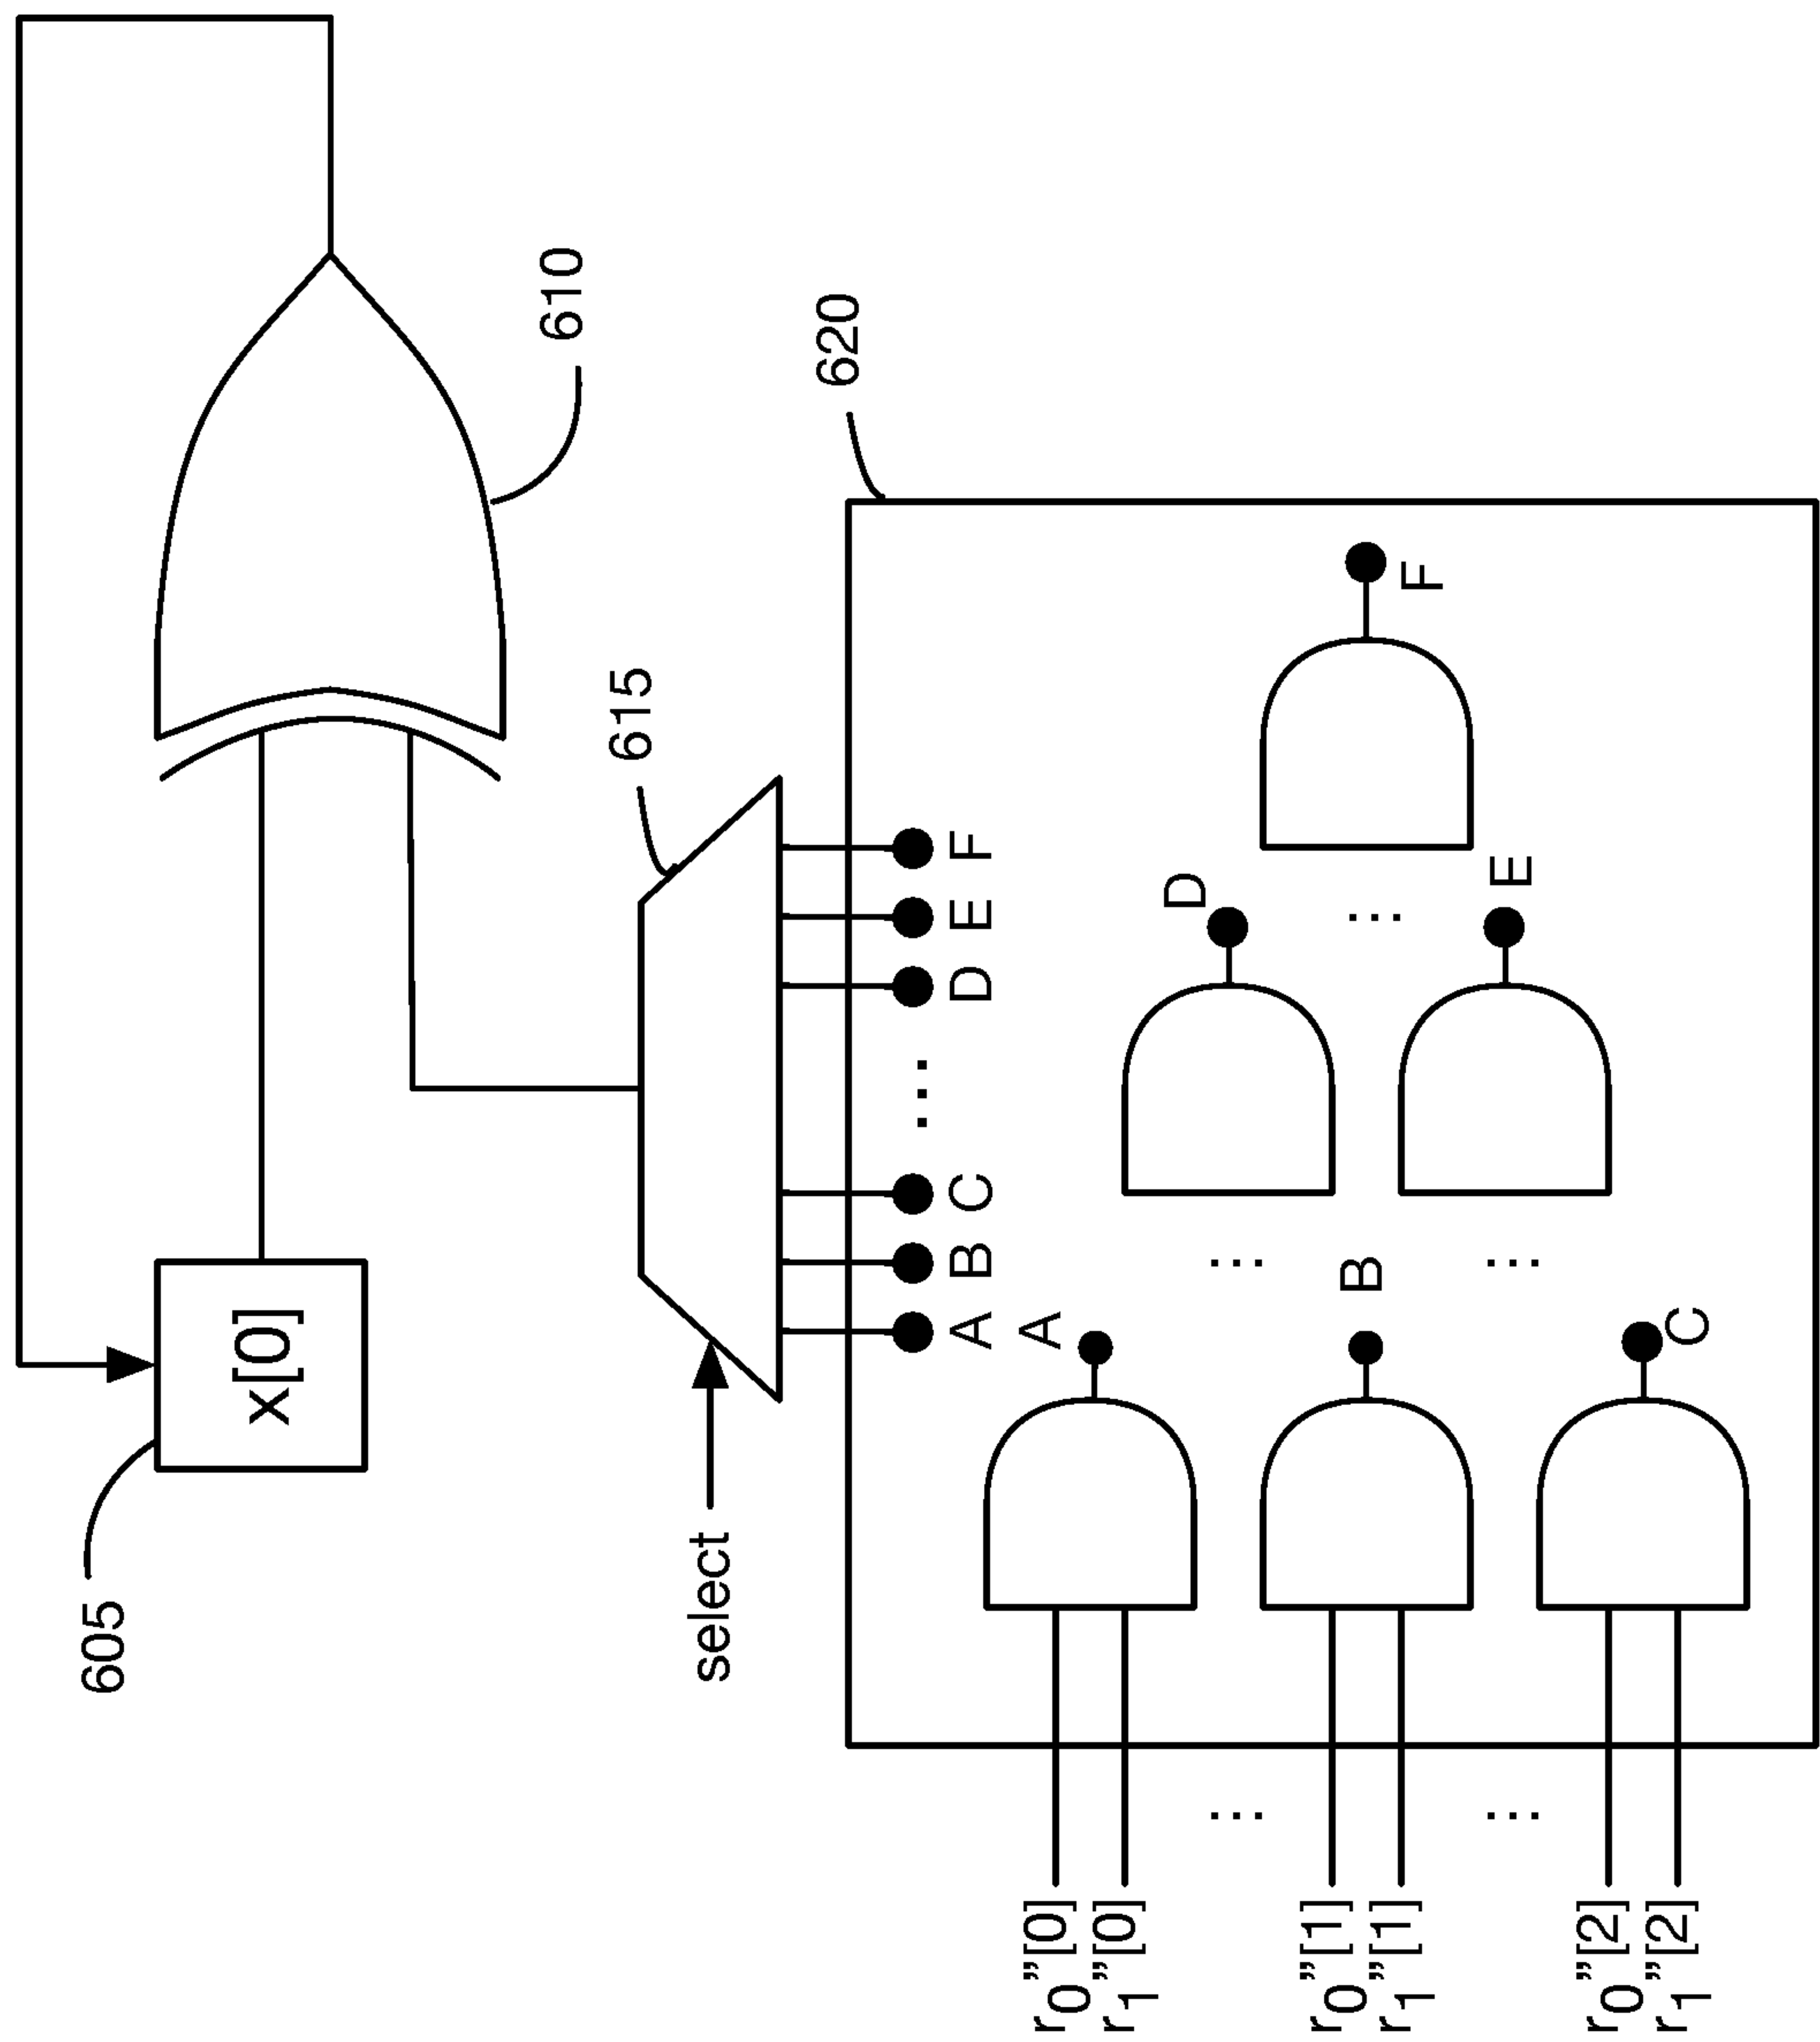 605
x[0]
610
select
615
620
A B C ... D E F
r0”[0]
r1”[0]
A
...
r0”[1]
r1”[1]
B
...
r0”[2]
r1”[2]
C
...
D
...
E
...
F